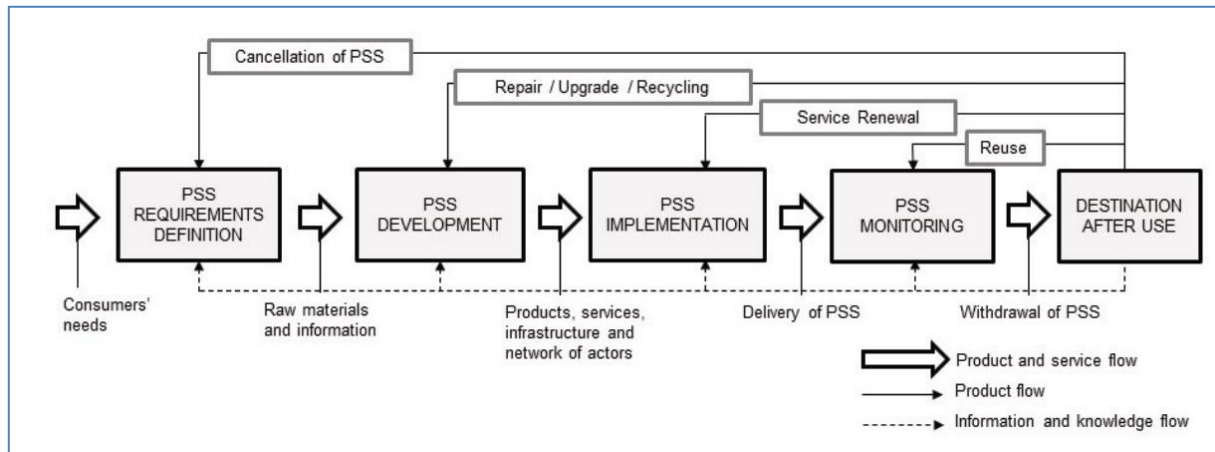 Cancellation of PSS
Repair / Upgrade / Recycling
Service Renewal
Reuse
PSS
REQUIREMENTS
DEFINITION
PSS
DEVELOPMENT
PSS
IMPLEMENTATION
PSS
MONITORING
DESTINATION
AFTER USE
Consumers'
needs
Raw materials
and information
Products, services,
infrastructure and
network of actors
Delivery of PSS
Withdrawal of PSS
Product and service flow
Product flow
Information and knowledge flow